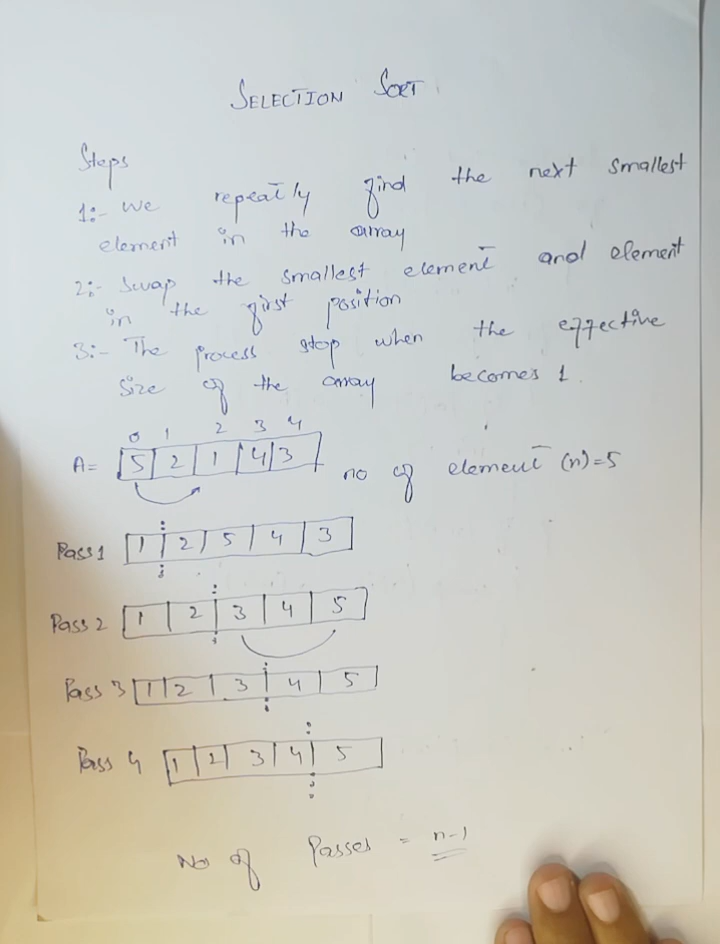 SELECTION SORT
Steps
1:- We repeatly find the next smallest
element in the array
2:- Swap the smallest element and element
in the first position
3:- The process stop when the effective
Size of the array becomes 1
0 1 2 3 4
A= 5 2 1 4 3 no of element (n)=5
Pass 1 1 2 5 4 3
Pass 2 1 2 3 4 5
Pass 3 1 2 3 4 5
Pass 4 1 2 3 4 5
No of Passes = n-1